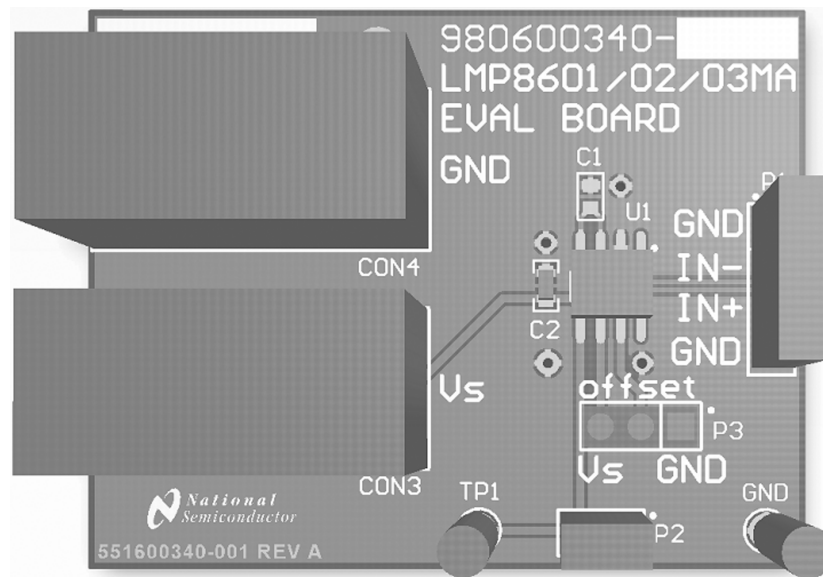 980600340-
LMP8601/02/03MA
EVAL BOARD
GND
C1
P1
U1
GND
IN-
IN+
GND
CON4
C2
Vs
offset
P3
Vs GND
CON3
TP1
GND
P2
National
Semiconductor
551600340-001 REV A